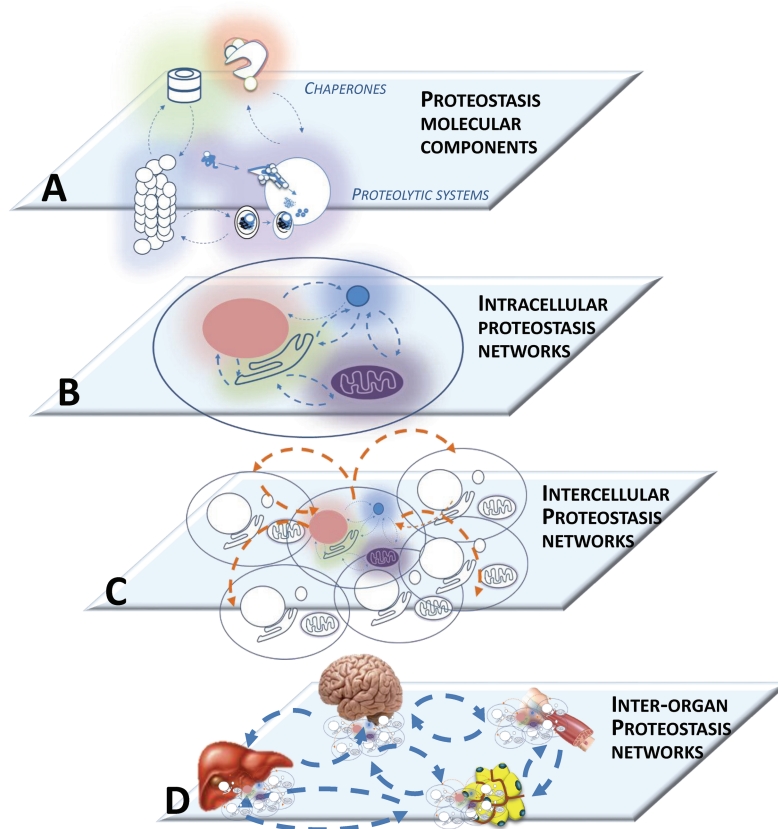 CHAPERONES
PROTEOSTASIS
MOLECULAR
COMPONENTS
PROTEOLYTIC SYSTEMS
A
INTRACELLULAR
PROTEOSTASIS
NETWORKS
B
INTERCELLULAR
PROTEOSTASIS
NETWORKS
C
INTER-ORGAN
PROTEOSTASIS
NETWORKS
D